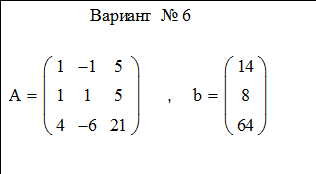 Вариант № 6
1 −1 5 14
A = 1 1 5 , b = 8
4 −6 21 64